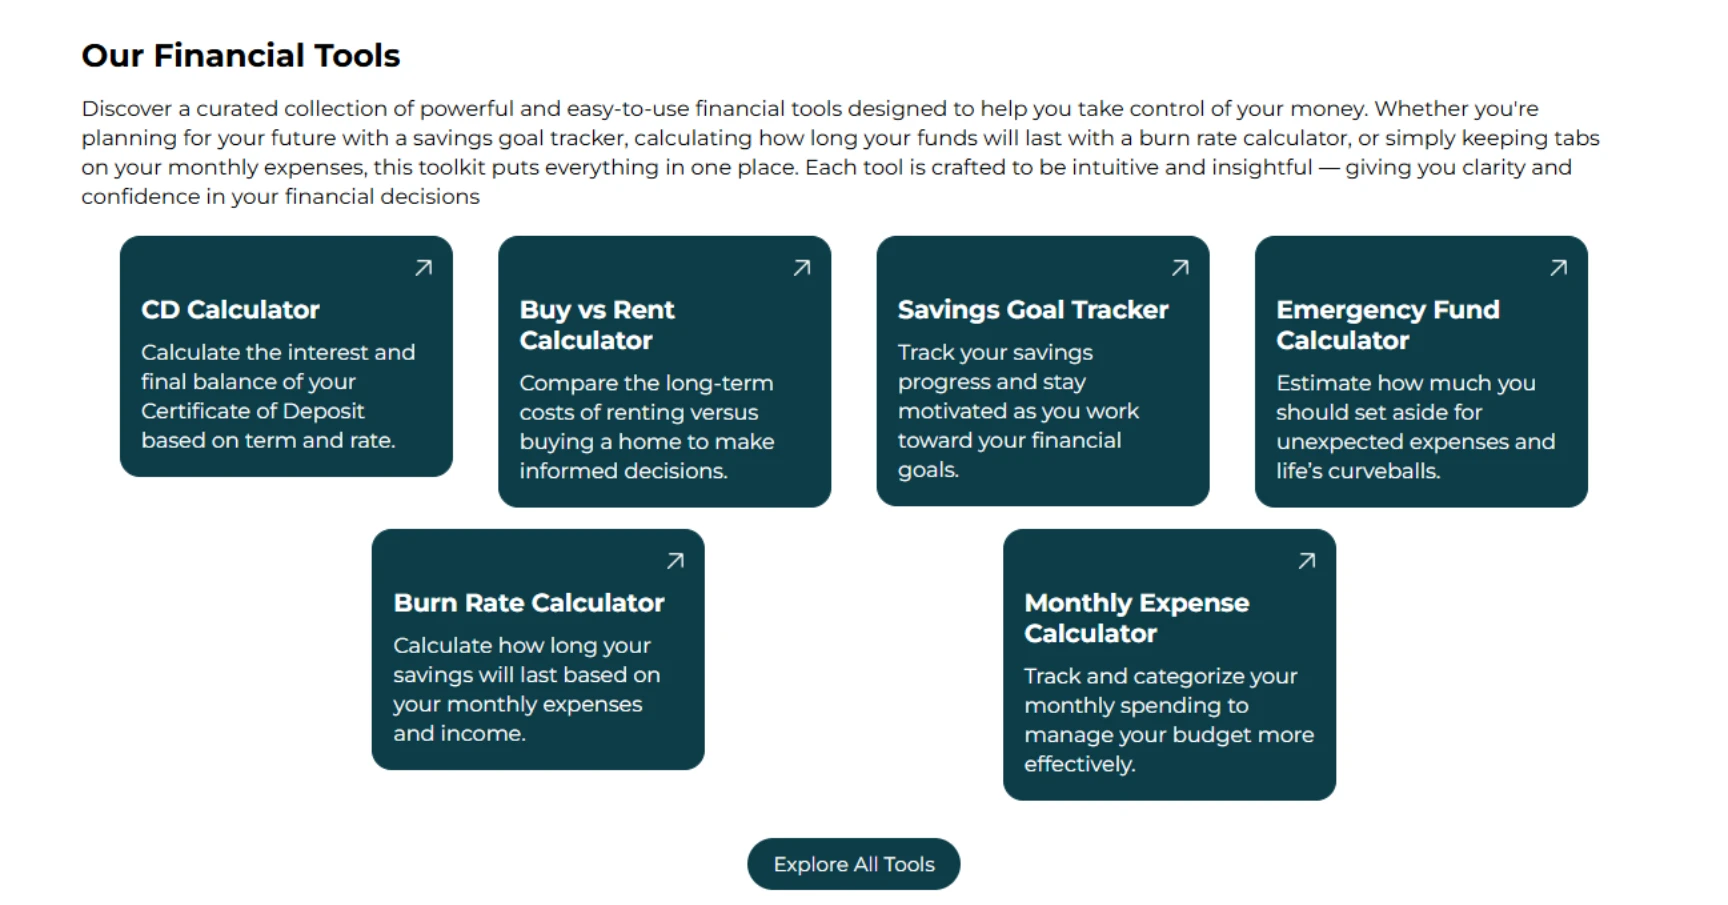 Our Financial Tools
Discover a curated collection of powerful and easy-to-use financial tools designed to help you take control of your money. Whether you're
planning for your future with a savings goal tracker, calculating how long your funds will last with a burn rate calculator, or simply keeping tabs
on your monthly expenses, this toolkit puts everything in one place. Each tool is crafted to be intuitive and insightful — giving you clarity and
confidence in your financial decisions
CD Calculator
Calculate the interest and
final balance of your
Certificate of Deposit
based on term and rate.
Buy vs Rent
Calculator
Compare the long-term
costs of renting versus
buying a home to make
informed decisions.
Savings Goal Tracker
Track your savings
progress and stay
motivated as you work
toward your financial
goals.
Emergency Fund
Calculator
Estimate how much you
should set aside for
unexpected expenses and
life’s curveballs.
Burn Rate Calculator
Calculate how long your
savings will last based on
your monthly expenses
and income.
Monthly Expense
Calculator
Track and categorize your
monthly spending to
manage your budget more
effectively.
Explore All Tools